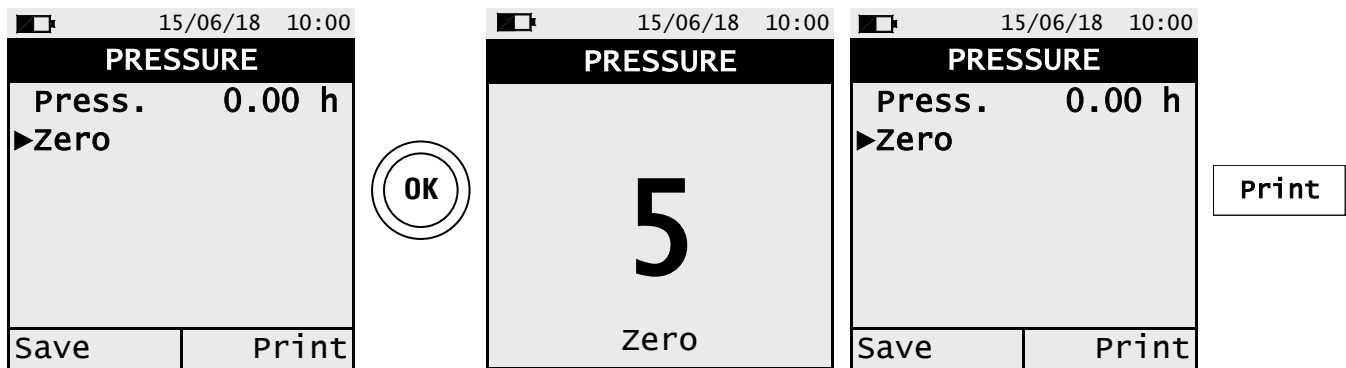 15/06/18 10:00
PRESSURE
Press. 0.00 h
▶Zero
Save Print
OK
15/06/18 10:00
PRESSURE
5
Zero
15/06/18 10:00
PRESSURE
Press. 0.00 h
▶Zero
Save Print
Print